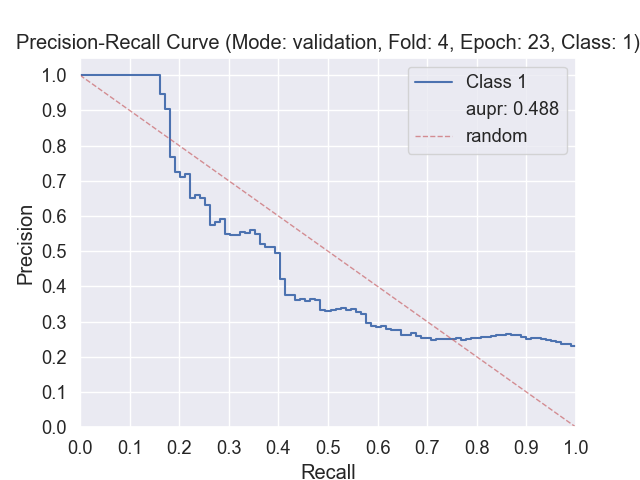 Precision-Recall Curve (Mode: validation, Fold: 4, Epoch: 23, Class: 1)
1.0
0.9
0.8
0.7
0.6
0.5
0.4
0.3
0.2
0.1
0.0
Precision
Class 1
aupr: 0.488
random
0.0 0.1 0.2 0.3 0.4 0.5 0.6 0.7 0.8 0.9 1.0
Recall